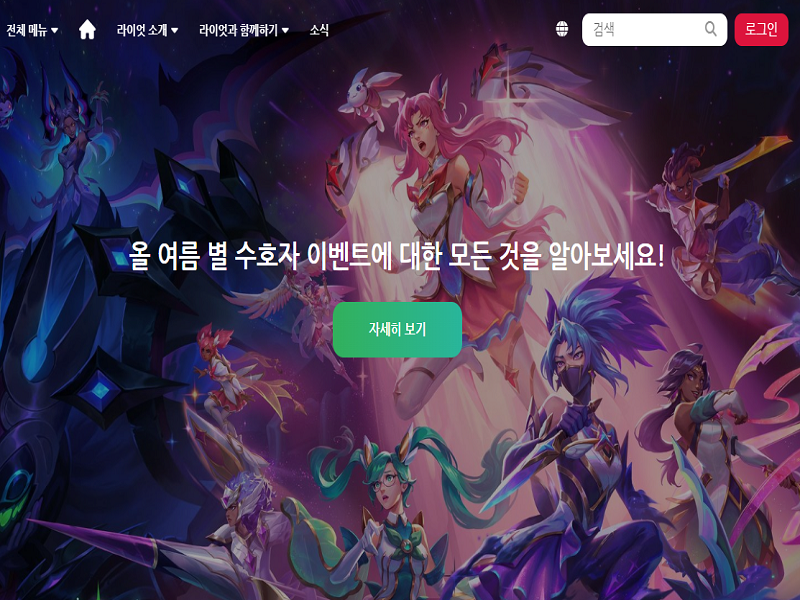 전체 메뉴 라이엇 소개 라이엇과 함께하기 소식 검색 로그인
올 여름 별 수호자 이벤트에 대한 모든 것을 알아보세요!
자세히 보기